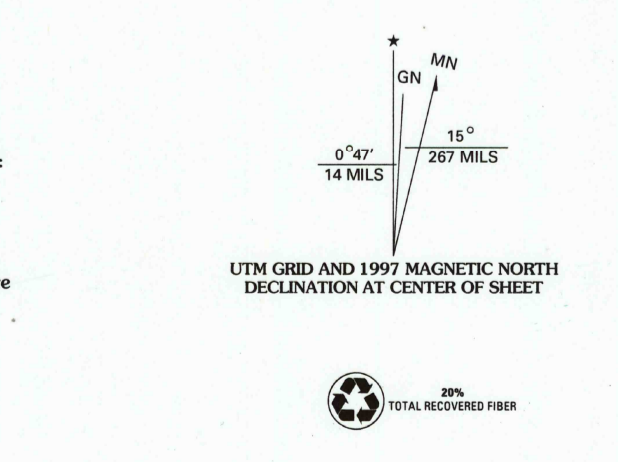 ★
MN
GN
15°
0°47'
267 MILS
14 MILS
:
e
UTM GRID AND 1997 MAGNETIC NORTH
DECLINATION AT CENTER OF SHEET
20%
TOTAL RECOVERED FIBER